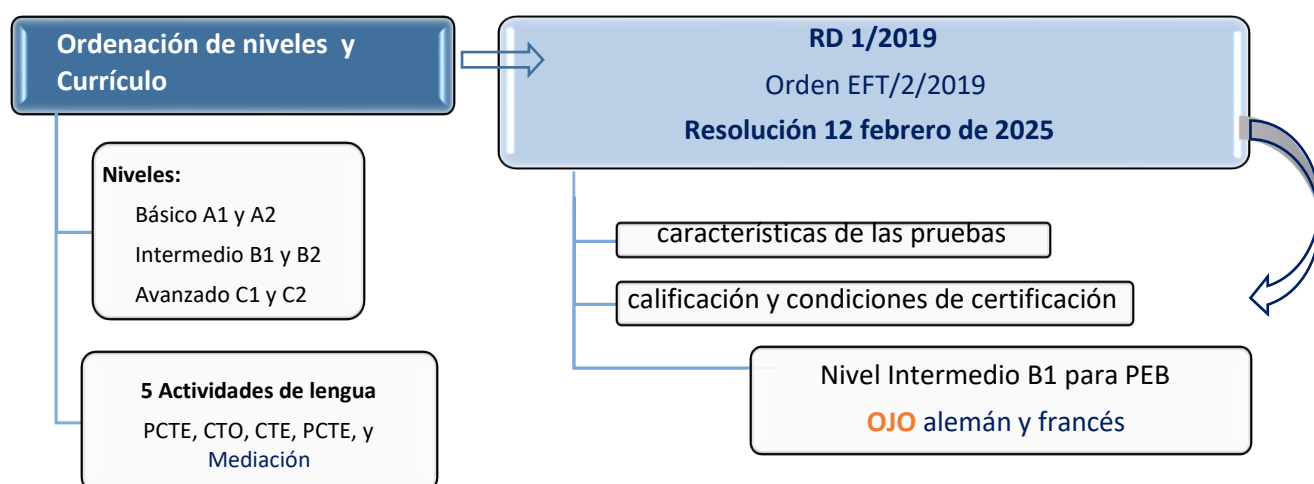 Ordenación de niveles y
Currículo
Niveles:
Básico A1 y A2
Intermedio B1 y B2
Avanzado C1 y C2
5 Actividades de lengua
PCTE, CTO, CTE, PCTE, y
Mediación
RD 1/2019
Orden EFT/2/2019
Resolución 12 febrero de 2025
características de las pruebas
calificación y condiciones de certificación
Nivel Intermedio B1 para PEB
OJO alemán y francés